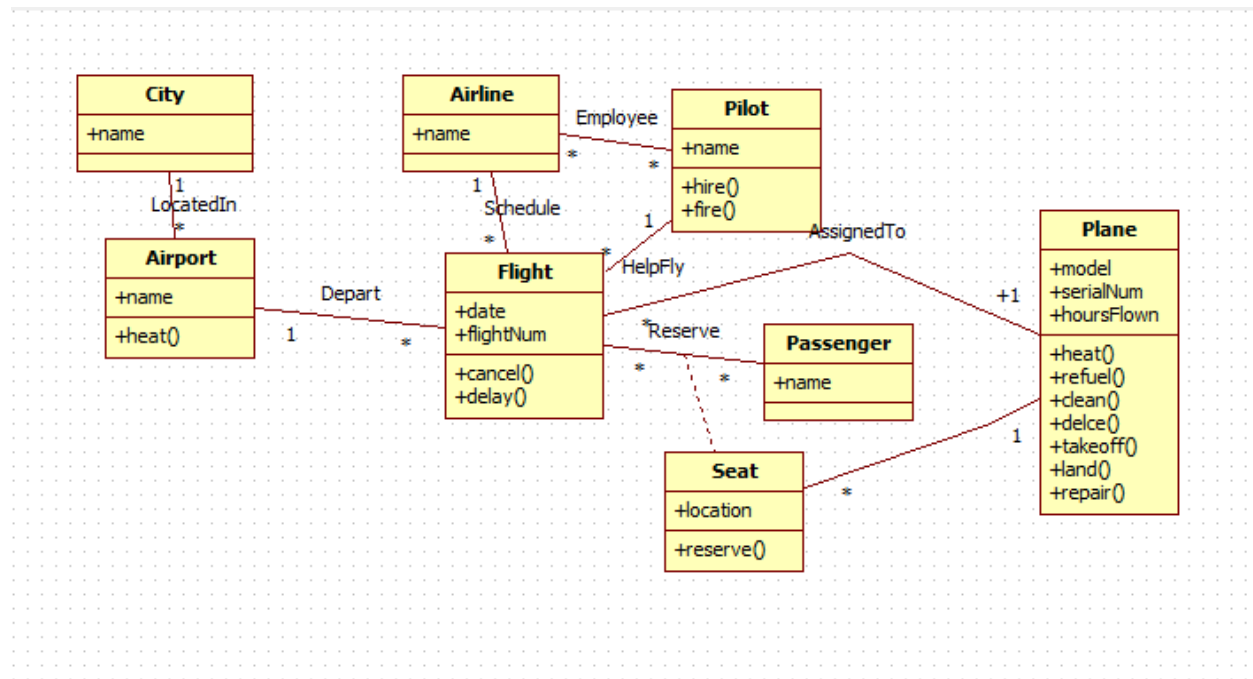 City
+name
1
LocatedIn
*
Airport
+name
+heat()
Airline
+name
Employee
*
*
Pilot
+name
+hire()
+fire()
1
Schedule
*
1
*
HelpFly
AssignedTo
+1
*
Depart
1
*
Flight
+date
+flightNum
+cancel()
+delay()
Reserve
*
*
Passenger
+name
Plane
+model
+serialNum
+hoursFlown
+heat()
+refuel()
+clean()
+delce()
+takeoff()
+land()
+repair()
1
*
Seat
+location
+reserve()